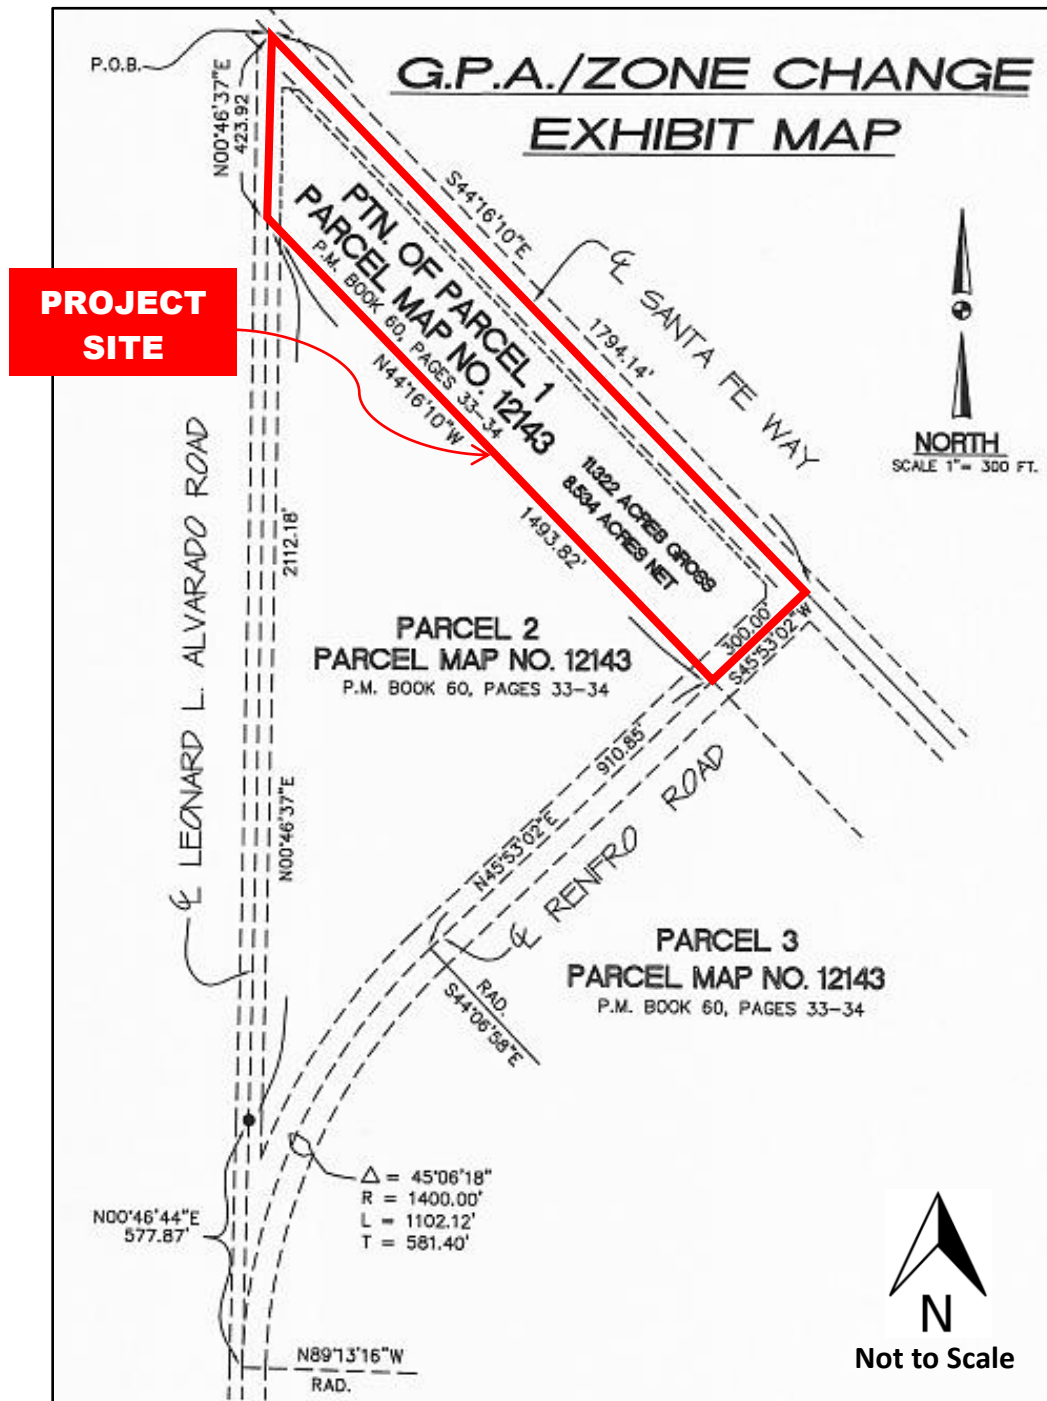 P.O.B.
G.P.A./ZONE CHANGE
EXHIBIT MAP
N00°46'37"E
423.92
S44°16'10"E
1794.14'
℄ SANTA FE WAY
PTN. OF PARCEL 1
PARCEL MAP NO. 12143
P.M. BOOK 60, PAGES 33-34
N44°16'10"W
1493.82'
11.322 ACRES GROSS
8.534 ACRES NET
NORTH
SCALE 1"= 300 FT.
PROJECT
SITE
℄ LEONARD L. ALVARADO ROAD
2112.18'
N00°46'37"E
PARCEL 2
PARCEL MAP NO. 12143
P.M. BOOK 60, PAGES 33-34
300.00'
S45°53'02"W
910.85'
N45°53'02"E
℄ RENFRO ROAD
PARCEL 3
PARCEL MAP NO. 12143
P.M. BOOK 60, PAGES 33-34
RAD.
S44°06'58"E
△ = 45°06'18"
R = 1400.00'
L = 1102.12'
T = 581.40'
N00°46'44"E
577.87'
N89°13'16"W
RAD.
N
Not to Scale